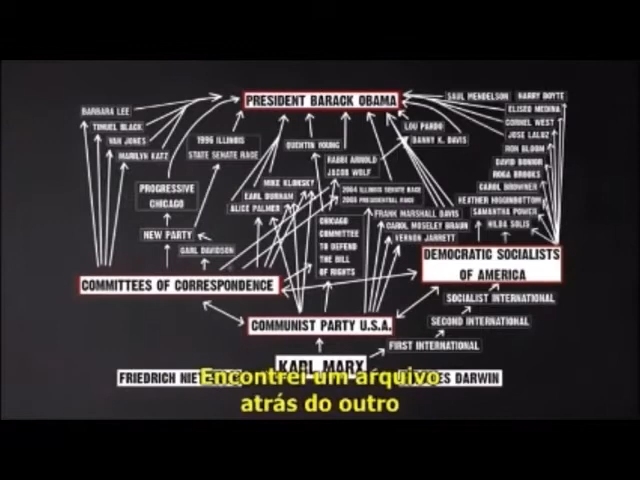 PRESIDENT BARACK OBAMA
SAUL MENDELSON
HARRY BOYTE
BARBARA LEE
ELISEO MEDINA
TIMUEL BLACK
CORNEL WEST
LOU PARDO
VAN JONES
1996 ILLINOIS
STATE SENATE RACE
QUENTIN YOUNG
DANNY K. DAVIS
JOSE LALUZ
MARILYN KATZ
RON BLOOM
RABBI ARNOLD
JACOB WOLF
DAVID BONIOR
ROSA BROOKS
PROGRESSIVE
CHICAGO
MIKE KLONSKY
2004 ILLINOIS SENATE RACE
CAROL BROWNER
EARL DURHAM
2008 PRESIDENTIAL RACE
HEATHER HIGGINBOTTOM
ALICE PALMER
FRANK MARSHALL DAVIS
SAMANTHA POWER
CHICAGO
COMMITTEE
TO DEFEND
THE BILL
OF RIGHTS
CAROL MOSELEY BRAUN
HILDA SOLIS
NEW PARTY
VERNON JARRETT
CARL DAVIDSON
DEMOCRATIC SOCIALISTS
OF AMERICA
COMMITTEES OF CORRESPONDENCE
SOCIALIST INTERNATIONAL
COMMUNIST PARTY U.S.A.
SECOND INTERNATIONAL
FIRST INTERNATIONAL
KARL MARX
FRIEDRICH
DARWIN
Encontrei um arquivo
atrás do outro